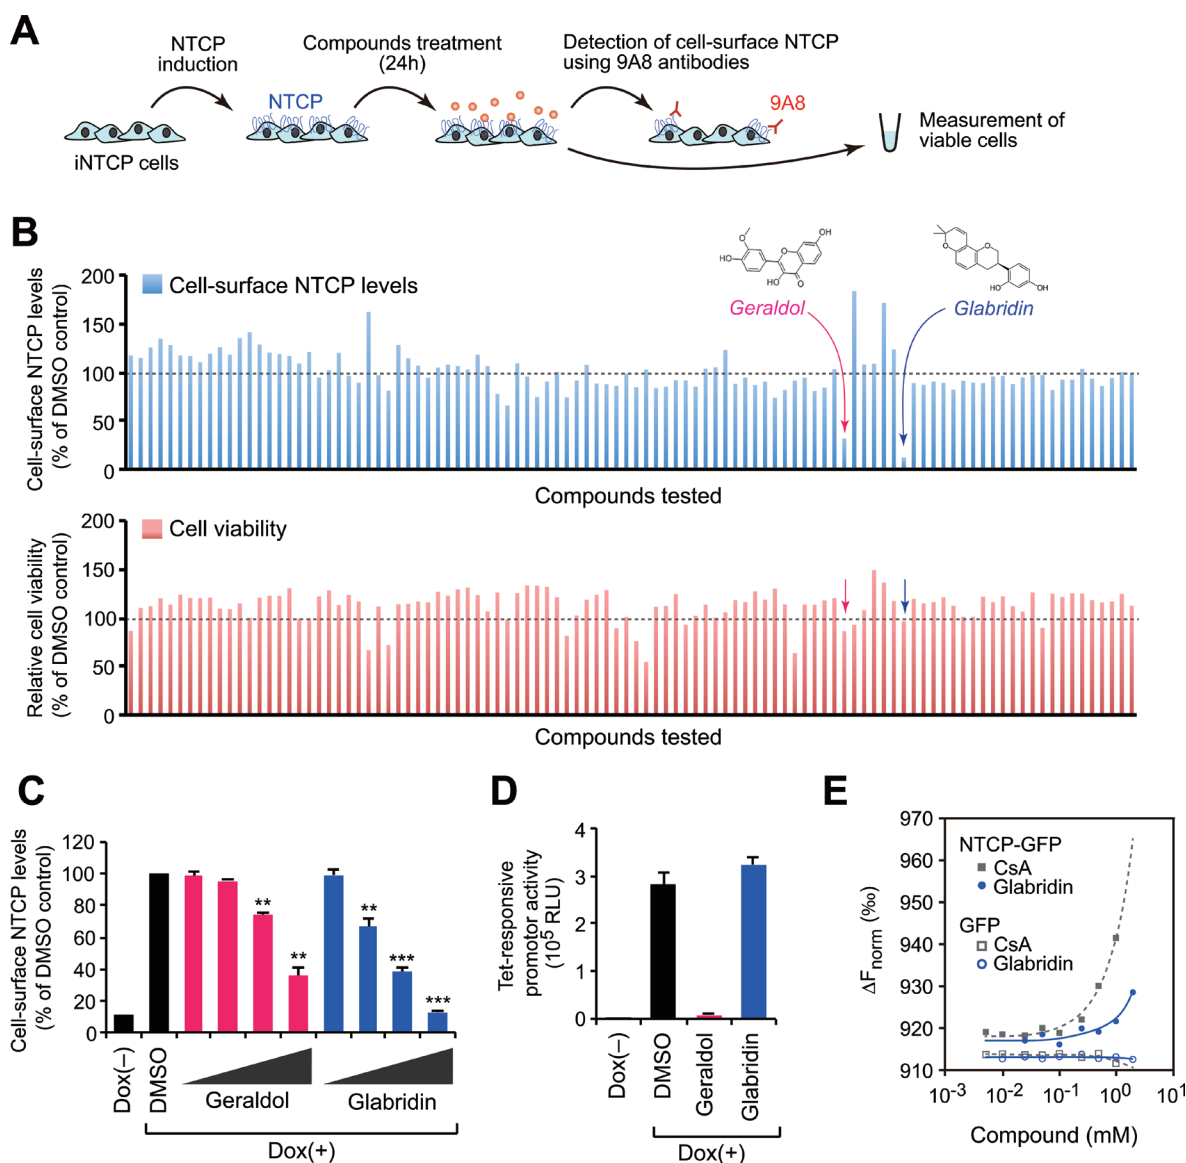 A
NTCP
induction
Compounds treatment
(24h)
Detection of cell-surface NTCP
using 9A8 antibodies
NTCP
9A8
iNTCP cells
Measurement of
viable cells
B
Cell-surface NTCP levels
(% of DMSO control)
200
150
100
50
0
Cell-surface NTCP levels
OH
O
O
HO
HO
O
Geraldol
O
O
HO
OH
Glabridin
Compounds tested
Relative cell viability
(% of DMSO control)
200
150
100
50
0
Cell viability
Compounds tested
C
Cell-surface NTCP levels
(% of DMSO control)
120
100
80
60
40
20
0
**
**
**
***
***
Dox(–)
DMSO
Geraldol
Glabridin
Dox(+)
D
Tet-responsive
promotor activity
(10⁵ RLU)
4
3
2
1
0
Dox(–)
DMSO
Geraldol
Glabridin
Dox(+)
E
ΔFnorm (‰)
970
960
950
940
930
920
910
NTCP-GFP
CsA
Glabridin
GFP
CsA
Glabridin
10⁻³ 10⁻² 10⁻¹ 10⁰ 10¹
Compound (mM)